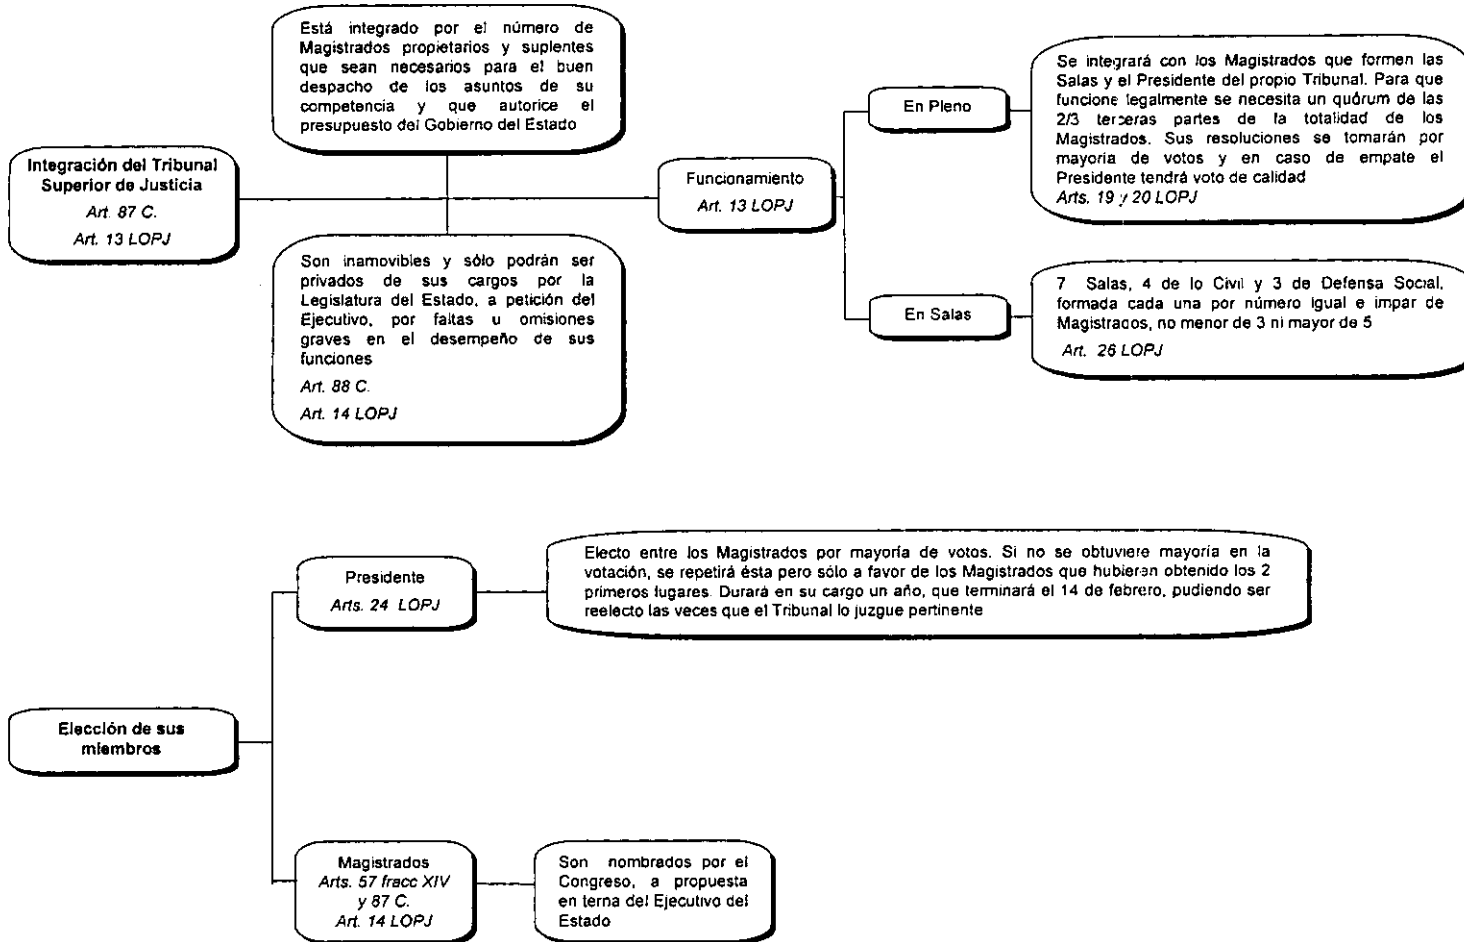 Está integrado por el número de
Magistrados propietarios y suplentes
que sean necesarios para el buen
despacho de los asuntos de su
competencia y que autorice el
presupuesto del Gobierno del Estado
Integración del Tribunal
Superior de Justicia
Art. 87 C.
Art. 13 LOPJ
Son inamovibles y sólo podrán ser
privados de sus cargos por la
Legislatura del Estado, a petición del
Ejecutivo, por faltas u omisiones
graves en el desempeño de sus
funciones
Art. 88 C.
Art. 14 LOPJ
Funcionamiento
Art. 13 LOPJ
En Pleno
Se integrará con los Magistrados que formen las
Salas y el Presidente del propio Tribunal. Para que
funcione legalmente se necesita un quórum de las
2/3 terceras partes de la totalidad de los
Magistrados. Sus resoluciones se tomarán por
mayoría de votos y en caso de empate el
Presidente tendrá voto de calidad
Arts. 19 y 20 LOPJ
En Salas
7 Salas, 4 de lo Civil y 3 de Defensa Social,
formada cada una por número igual e impar de
Magistrados, no menor de 3 ni mayor de 5
Art. 26 LOPJ
Elección de sus
miembros
Presidente
Arts. 24 LOPJ
Electo entre los Magistrados por mayoría de votos. Si no se obtuviere mayoría en la
votación, se repetirá ésta pero sólo a favor de los Magistrados que hubieran obtenido los 2
primeros lugares. Durará en su cargo un año, que terminará el 14 de febrero, pudiendo ser
reelecto las veces que el Tribunal lo juzgue pertinente
Magistrados
Arts. 57 fracc XIV
y 87 C.
Art. 14 LOPJ
Son nombrados por el
Congreso, a propuesta
en terna del Ejecutivo del
Estado